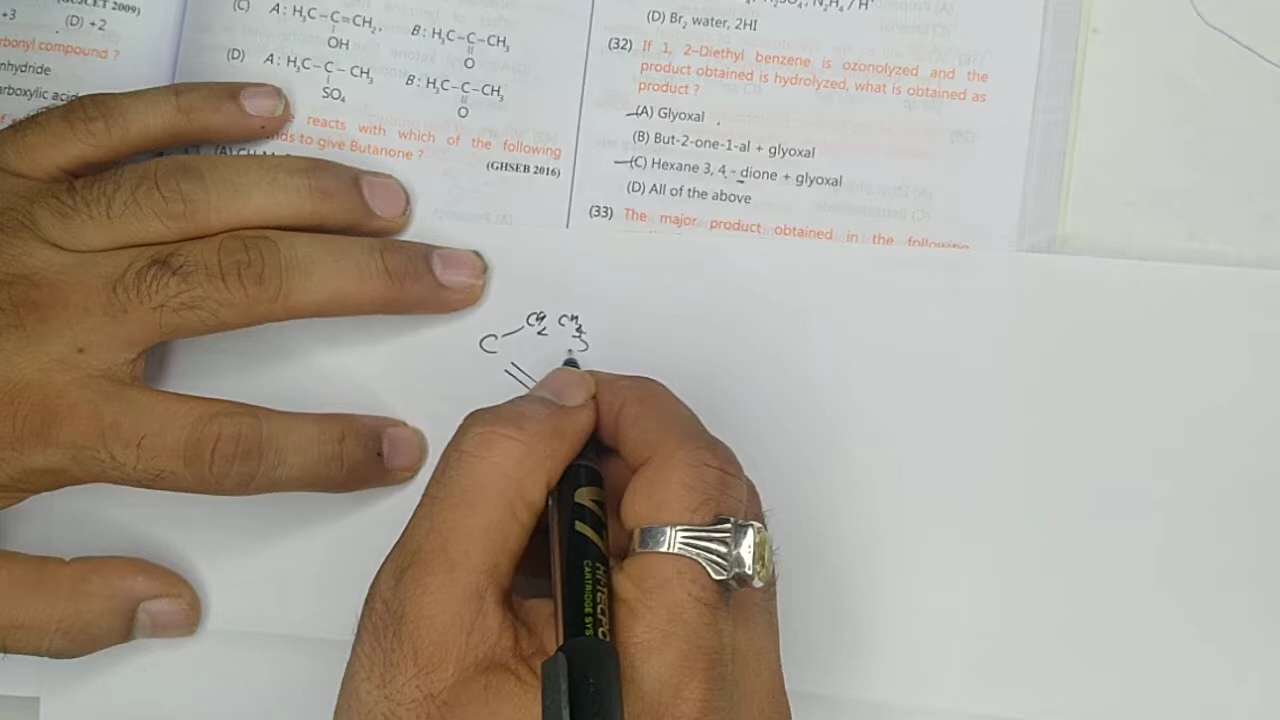 +3
(D) +2
2009)
rbonyl compound ?
nhydride
arboxylic acid
(C) A : H₃C–C=CH₂, B : H₃C–C–CH₃
OH
O
(D) A : H₃C–C – CH₃ B : H₃C–C–CH₃
SO₄
O
reacts with which of the following
nds to give Butanone ?
(GHSEB 2016)
(D) Br₂ water, 2HI
(32) If 1, 2-Diethyl benzene is ozonolyzed and the
product obtained is hydrolyzed, what is obtained as
product ?
(A) Glyoxal
(B) But-2-one-1-al + glyoxal
(C) Hexane 3, 4 - dione + glyoxal
(D) All of the above
(33) The major product obtained in the following
C CH₂ CH₃
V7
HI-TECPO
CARTRIDGE SYS